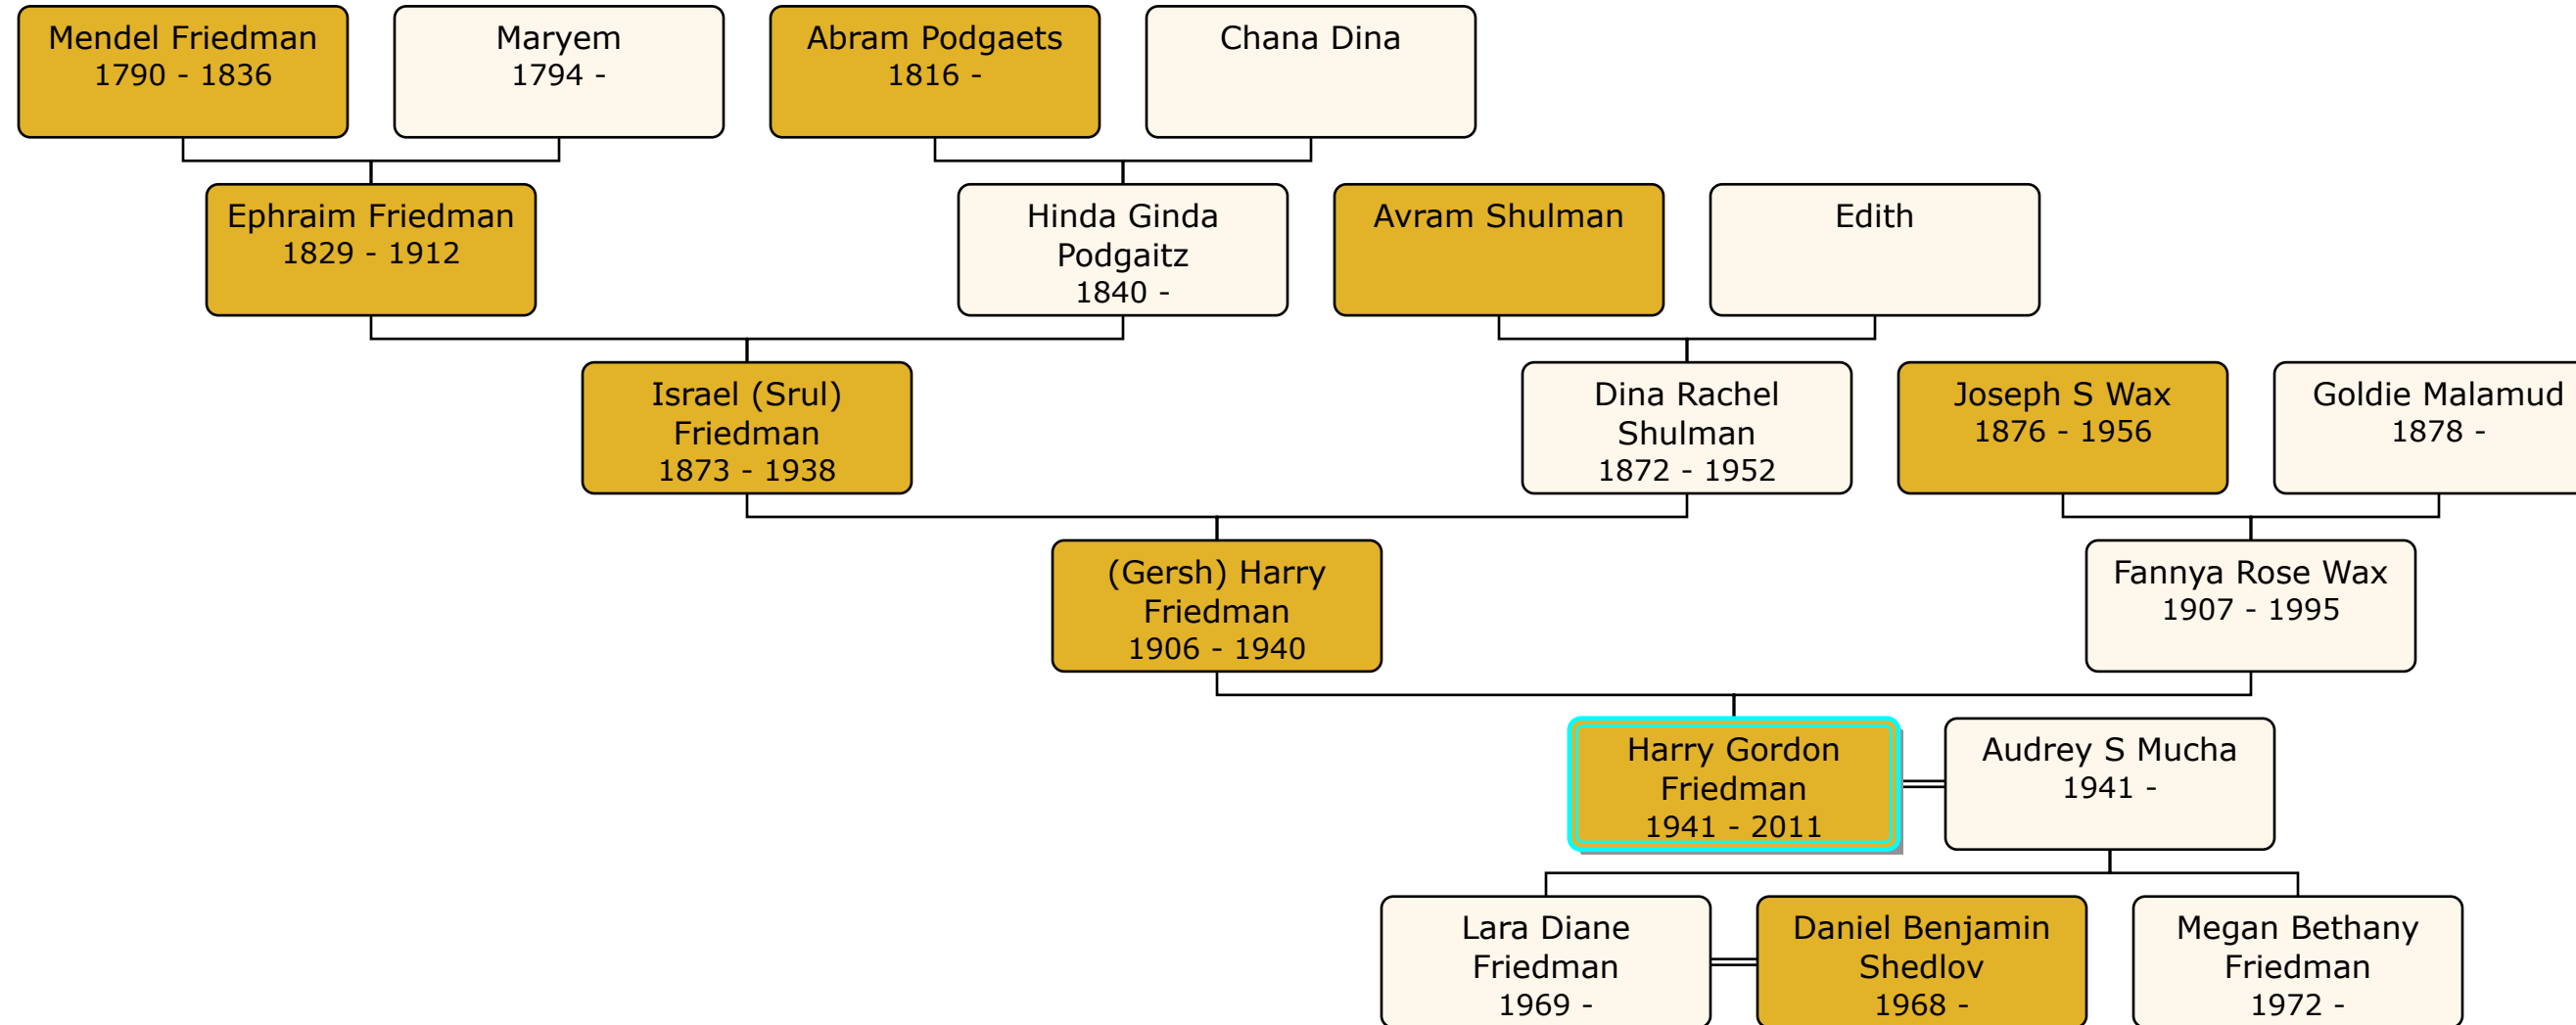 Mendel Friedman
1790 - 1836
Maryem
1794 -
Abram Podgaets
1816 -
Chana Dina
Ephraim Friedman
1829 - 1912
Hinda Ginda
Podgaitz
1840 -
Avram Shulman
Edith
Israel (Srul)
Friedman
1873 - 1938
Dina Rachel
Shulman
1872 - 1952
Joseph S Wax
1876 - 1956
Goldie Malamud
1878 -
(Gersh) Harry
Friedman
1906 - 1940
Fannya Rose Wax
1907 - 1995
Harry Gordon
Friedman
1941 - 2011
Audrey S Mucha
1941 -
Lara Diane
Friedman
1969 -
Daniel Benjamin
Shedlov
1968 -
Megan Bethany
Friedman
1972 -